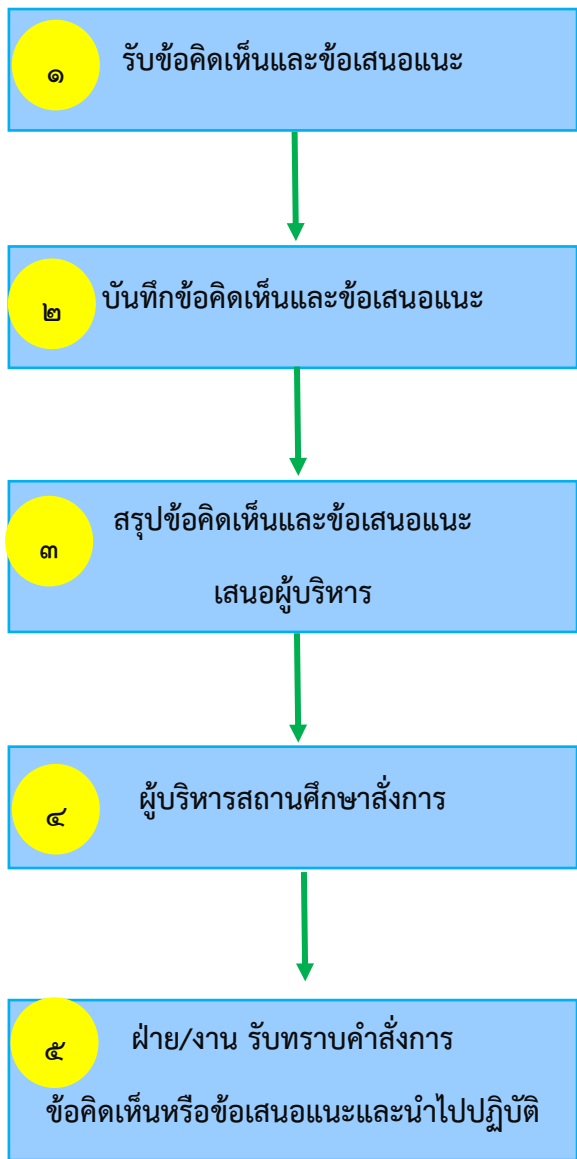 ๑
รับข้อคิดเห็นและข้อเสนอแนะ
๒
บันทึกข้อคิดเห็นและข้อเสนอแนะ
๓
สรุปข้อคิดเห็นและข้อเสนอแนะ
เสนอผู้บริหาร
๔
ผู้บริหารสถานศึกษาสั่งการ
๕
ฝ่าย/งาน รับทราบคำสั่งการ
ข้อคิดเห็นหรือข้อเสนอแนะและนำไปปฏิบัติ